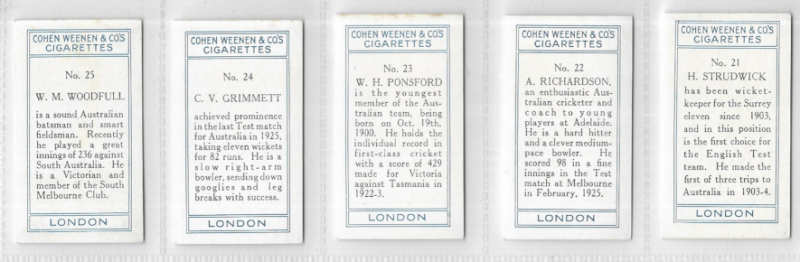 COHEN WEENEN & CO'S
CIGARETTES
No. 25
W. M. WOODFULL
is a sound Australian
batsman and smart
fieldsman. Recently
he played a great
innings of 236 against
South Australia. He
is a Victorian and
member of the South
Melbourne Club.
LONDON
COHEN WEENEN & CO'S
CIGARETTES
No. 24
C. V. GRIMMETT
achieved prominence
in the last Test match
for Australia in 1925,
taking eleven wickets
for 82 runs. He is a
slow right-arm
bowler, sending down
googlies and leg
breaks with success.
LONDON
COHEN WEENEN & CO'S
CIGARETTES
No. 23
W. H. PONSFORD
is the youngest
member of the Aus-
tralian team, being
born on Oct. 19th,
1900. He holds the
individual record in
first-class cricket
with a score of 429
made for Victoria
against Tasmania in
1922-3.
LONDON
COHEN WEENEN & CO'S
CIGARETTES
No. 22
A. RICHARDSON,
an enthusiastic Aus-
tralian cricketer and
coach to young
players at Adelaide.
He is a hard hitter
and a clever medium-
pace bowler. He
scored 98 in a fine
innings in the Test
match at Melbourne
in February, 1925.
LONDON
COHEN WEENEN & CO'S
CIGARETTES
No. 21
H. STRUDWICK
has been wicket-
keeper for the Surrey
eleven since 1903,
and in this position
is the first choice for
the English Test
team. He made the
first of three trips to
Australia in 1903-4.
LONDON